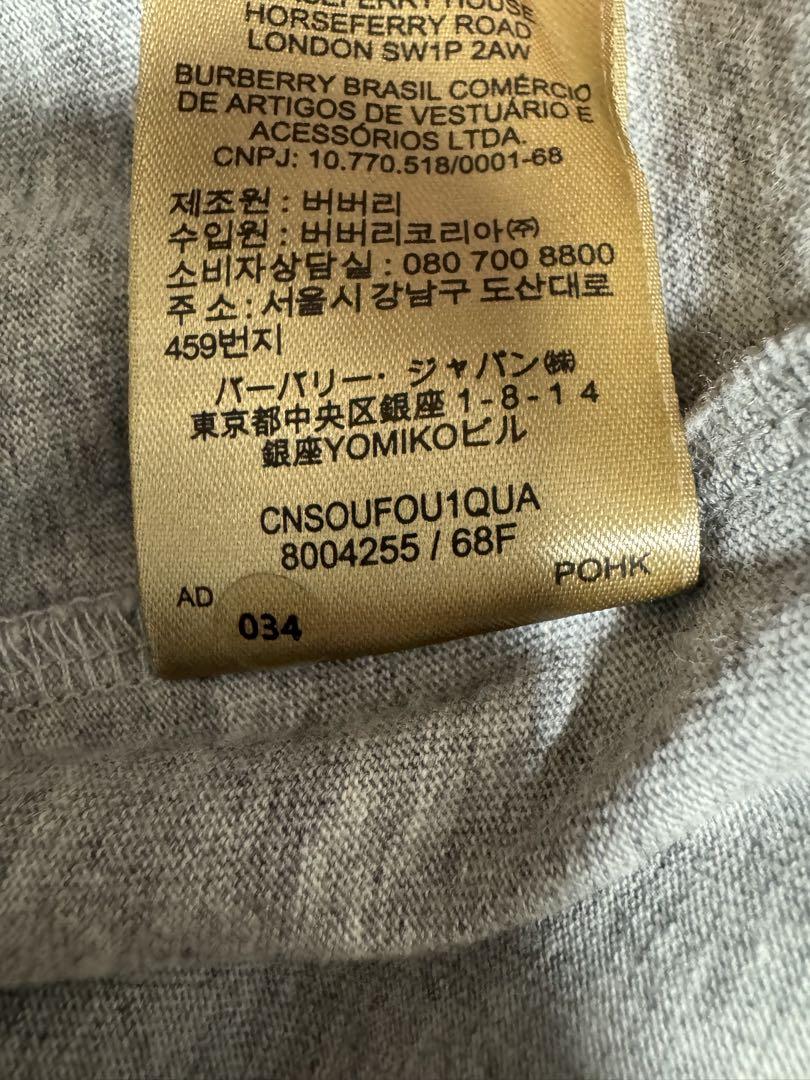 HORSEFERRY HOUSE
HORSEFERRY ROAD
LONDON SW1P 2AW
BURBERRY BRASIL COMÉRCIO
DE ARTIGOS DE VESTUÁRIO E
ACESSÓRIOS LTDA.
CNPJ: 10.770.518/0001-68
제조원 : 버버리
수입원 : 버버리코리아㈜
소비자상담실 : 080 700 8800
주 소 : 서울시 강남구 도산대로
459번지
バーバリー・ジャパン㈱
東京都中央区銀座 1-8-1 4
銀座YOMIKOビル
CNSOUFOU1QUA
8004255 / 68F
POHK
AD
034